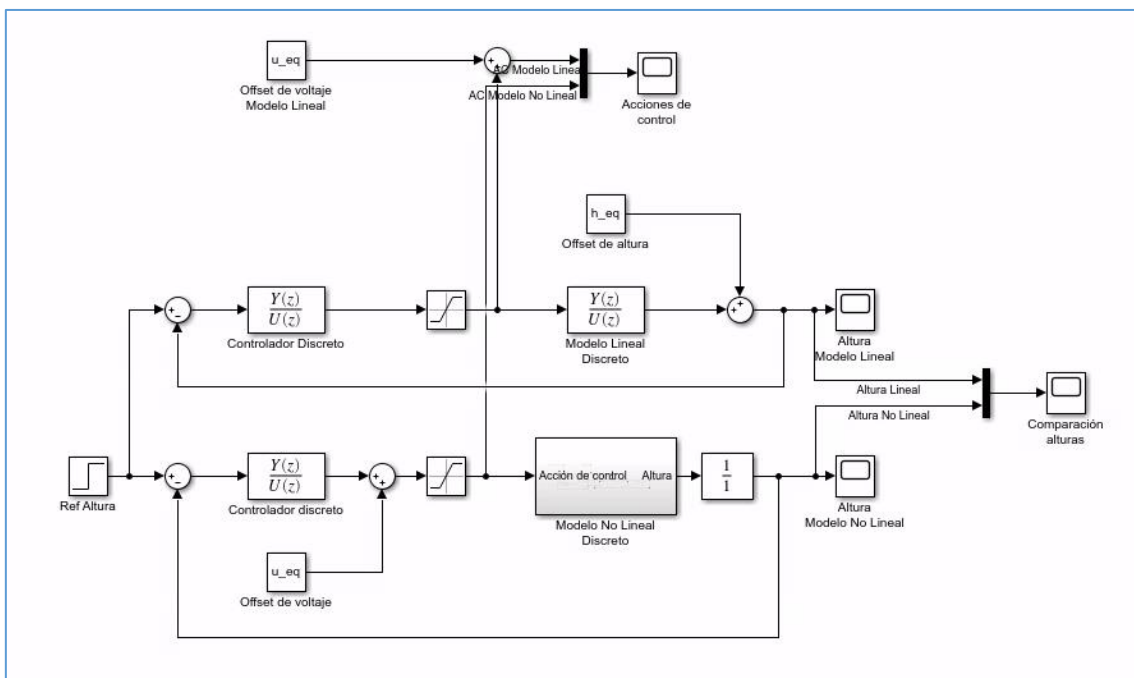 u_eq
Offset de voltaje
Modelo Lineal
+
+
AC Modelo Lineal
AC Modelo No Lineal
Acciones de
control
h_eq
Offset de altura
+
−
Y(z)
U(z)
Controlador Discreto
Y(z)
U(z)
Modelo Lineal
Discreto
+
+
Altura
Modelo Lineal
Altura Lineal
Altura No Lineal
Comparación
alturas
Ref Altura
+
−
Y(z)
U(z)
Controlador discreto
+
+
Acción de control
Altura
Modelo No Lineal
Discreto
1
1
Altura
Modelo No Lineal
u_eq
Offset de voltaje